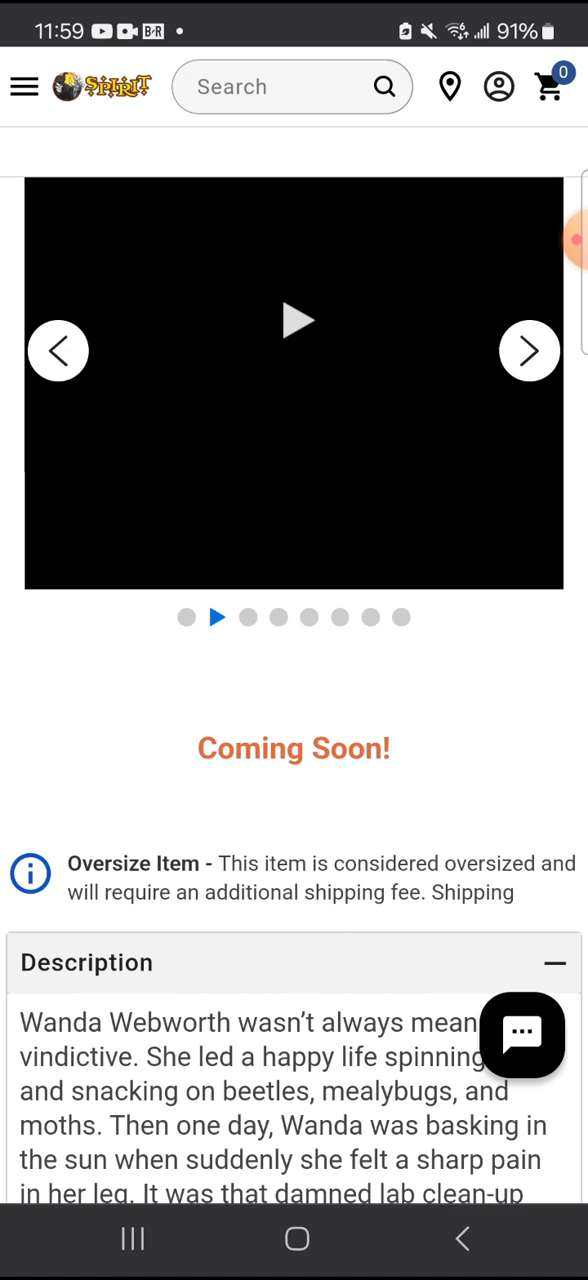 11:59
B&R
91%
SPIRIT
Search
0
Coming Soon!
Oversize Item - This item is considered oversized and
will require an additional shipping fee. Shipping
Description
Wanda Webworth wasn’t always mean
vindictive. She led a happy life spinning
and snacking on beetles, mealybugs, and
moths. Then one day, Wanda was basking in
the sun when suddenly she felt a sharp pain
in her leg. It was that damned lab clean-up